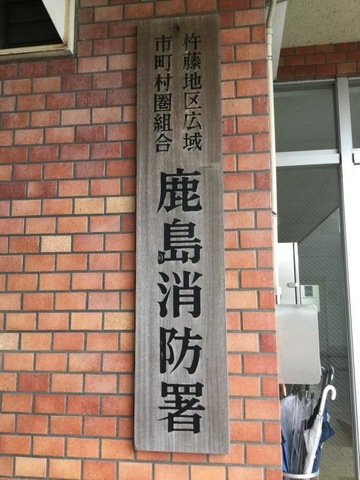 杵藤地区広域
市町村圏組合
鹿島消防署